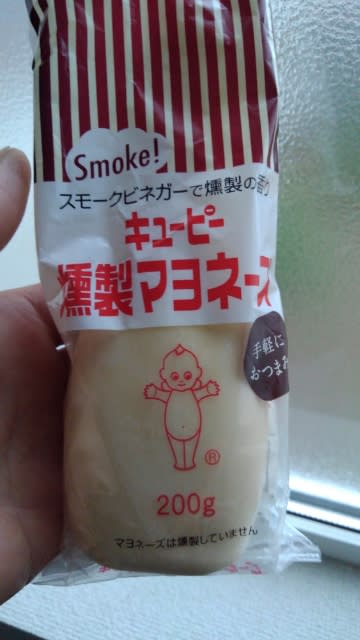 Smoke!
スモークビネガーで燻製の香り
キユーピー
燻製マヨネーズ
手軽に
おつまみ
®
200g
マヨネーズは燻製していません